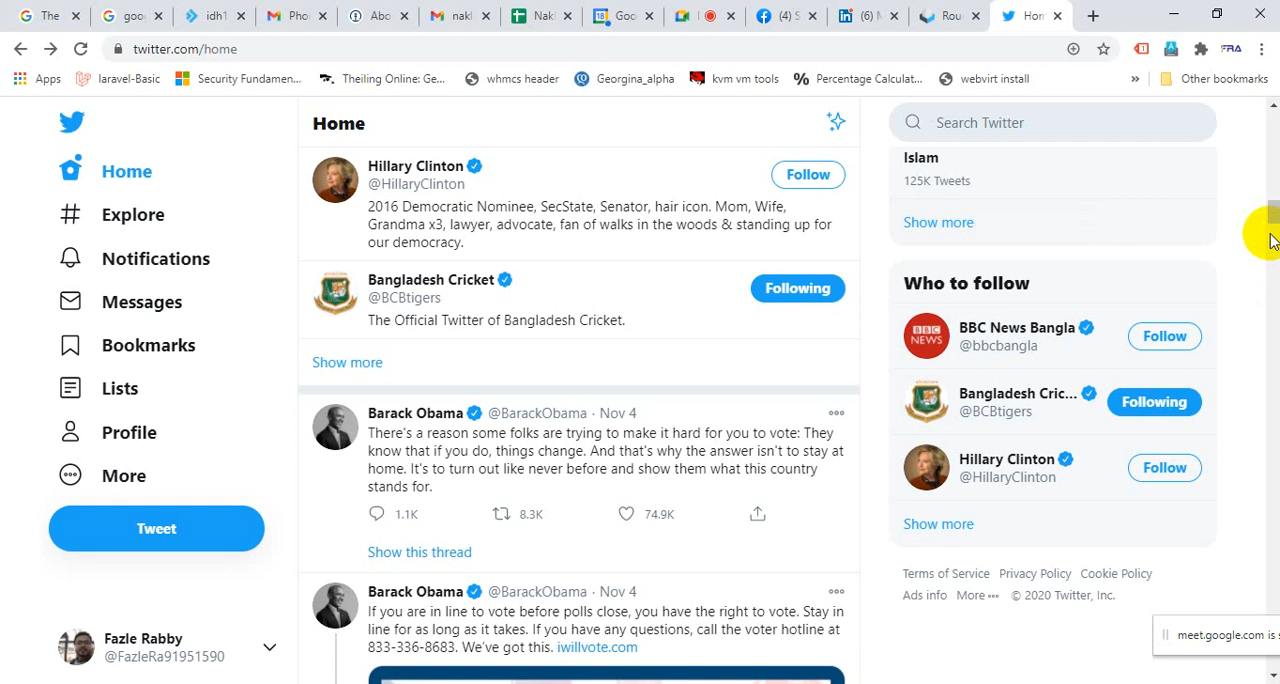 The
goo
idh1
Pho
Abo
nakl
Naki
Goo
(4) S
(6) M
Rou
Hon
twitter.com/home
Apps
laravel-Basic
Security Fundamen...
Theiling Online: Ge...
whmcs header
Georgina_alpha
kvm vm tools
Percentage Calculat...
webvirt install
»
Other bookmarks
Home
Explore
Notifications
Messages
Bookmarks
Lists
Profile
More
Tweet
Fazle Rabby
@FazleRa91951590
Home
Hillary Clinton
@HillaryClinton
Follow
2016 Democratic Nominee, SecState, Senator, hair icon. Mom, Wife,
Grandma x3, lawyer, advocate, fan of walks in the woods & standing up for
our democracy.
Bangladesh Cricket
@BCBtigers
Following
The Official Twitter of Bangladesh Cricket.
Show more
Barack Obama @BarackObama · Nov 4
There's a reason some folks are trying to make it hard for you to vote: They
know that if you do, things change. And that's why the answer isn't to stay at
home. It's to turn out like never before and show them what this country
stands for.
1.1K 8.3K 74.9K
Show this thread
Barack Obama @BarackObama · Nov 4
If you are in line to vote before polls close, you have the right to vote. Stay in
line for as long as it takes. If you have any questions, call the voter hotline at
833-336-8683. We've got this. iwillvote.com
Search Twitter
Islam
125K Tweets
Show more
Who to follow
BBC News Bangla
@bbcbangla
Follow
Bangladesh Cric...
@BCBtigers
Following
Hillary Clinton
@HillaryClinton
Follow
Show more
Terms of Service Privacy Policy Cookie Policy
Ads info More ··· © 2020 Twitter, Inc.
meet.google.com is s